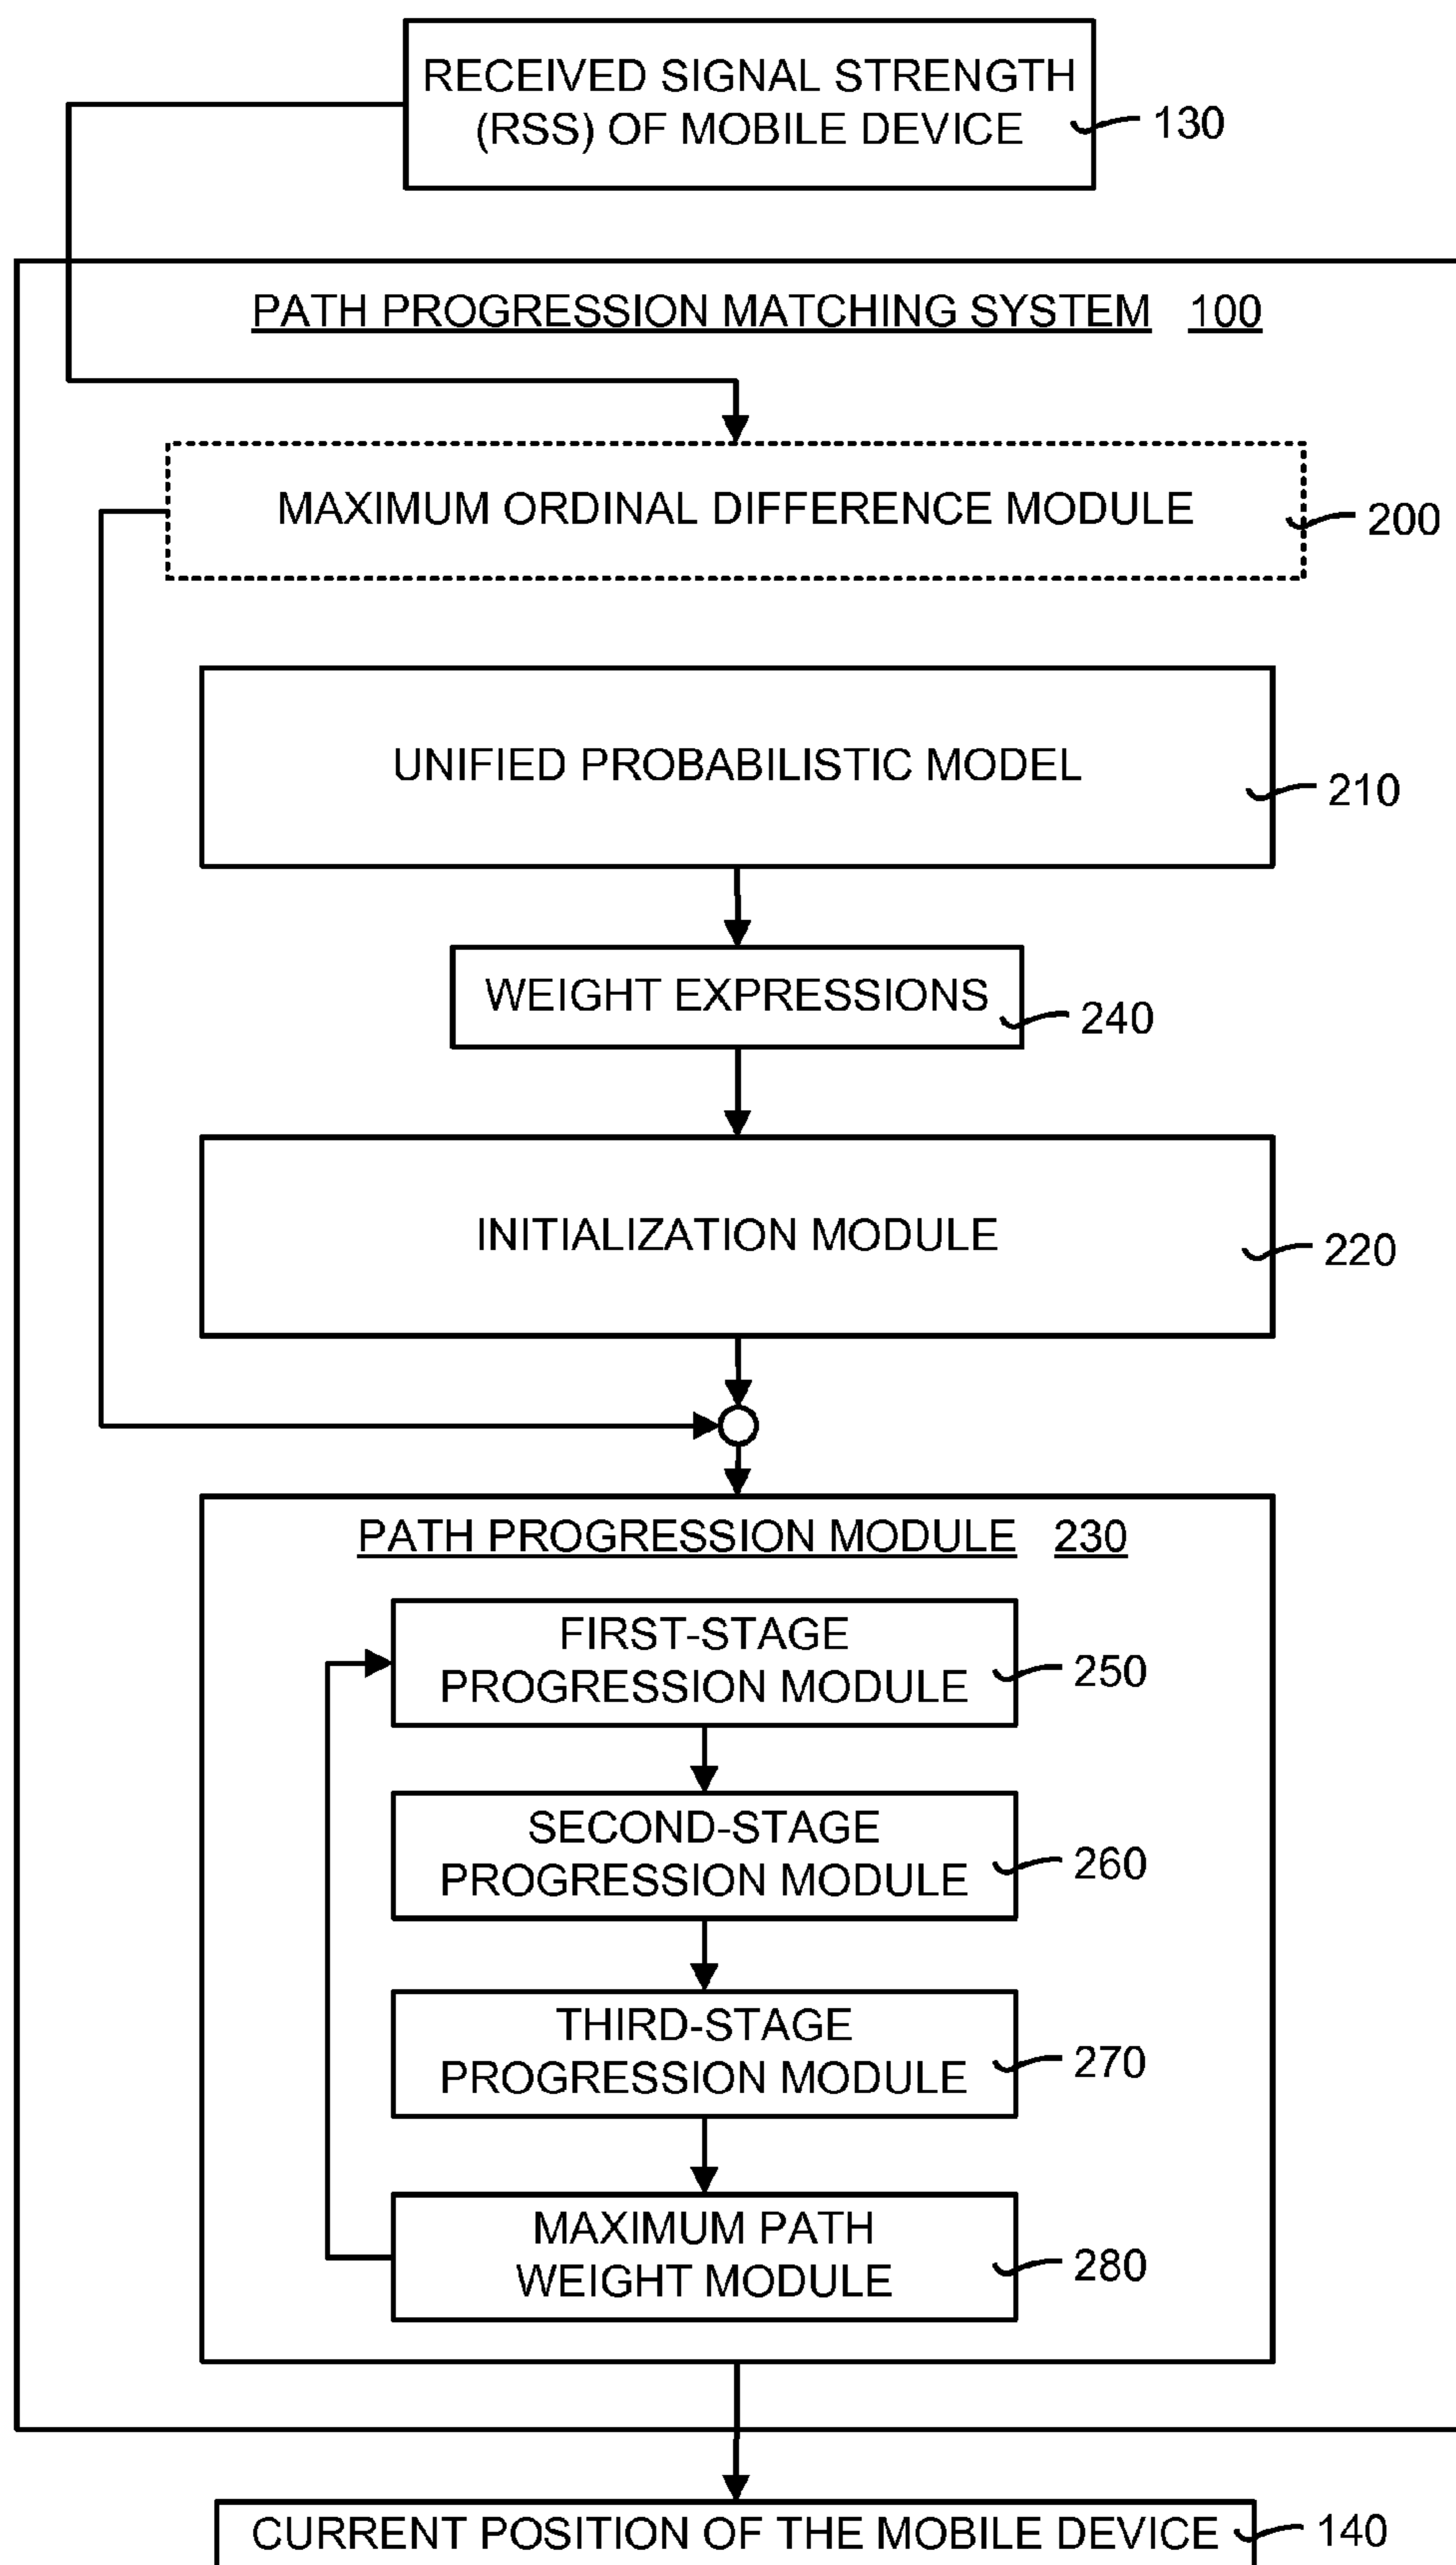 RECEIVED SIGNAL STRENGTH
(RSS) OF MOBILE DEVICE
130
PATH PROGRESSION MATCHING SYSTEM 100
MAXIMUM ORDINAL DIFFERENCE MODULE
200
UNIFIED PROBABILISTIC MODEL
210
WEIGHT EXPRESSIONS
240
INITIALIZATION MODULE
220
PATH PROGRESSION MODULE 230
FIRST-STAGE
PROGRESSION MODULE
250
SECOND-STAGE
PROGRESSION MODULE
260
THIRD-STAGE
PROGRESSION MODULE
270
MAXIMUM PATH
WEIGHT MODULE
280
CURRENT POSITION OF THE MOBILE DEVICE
140